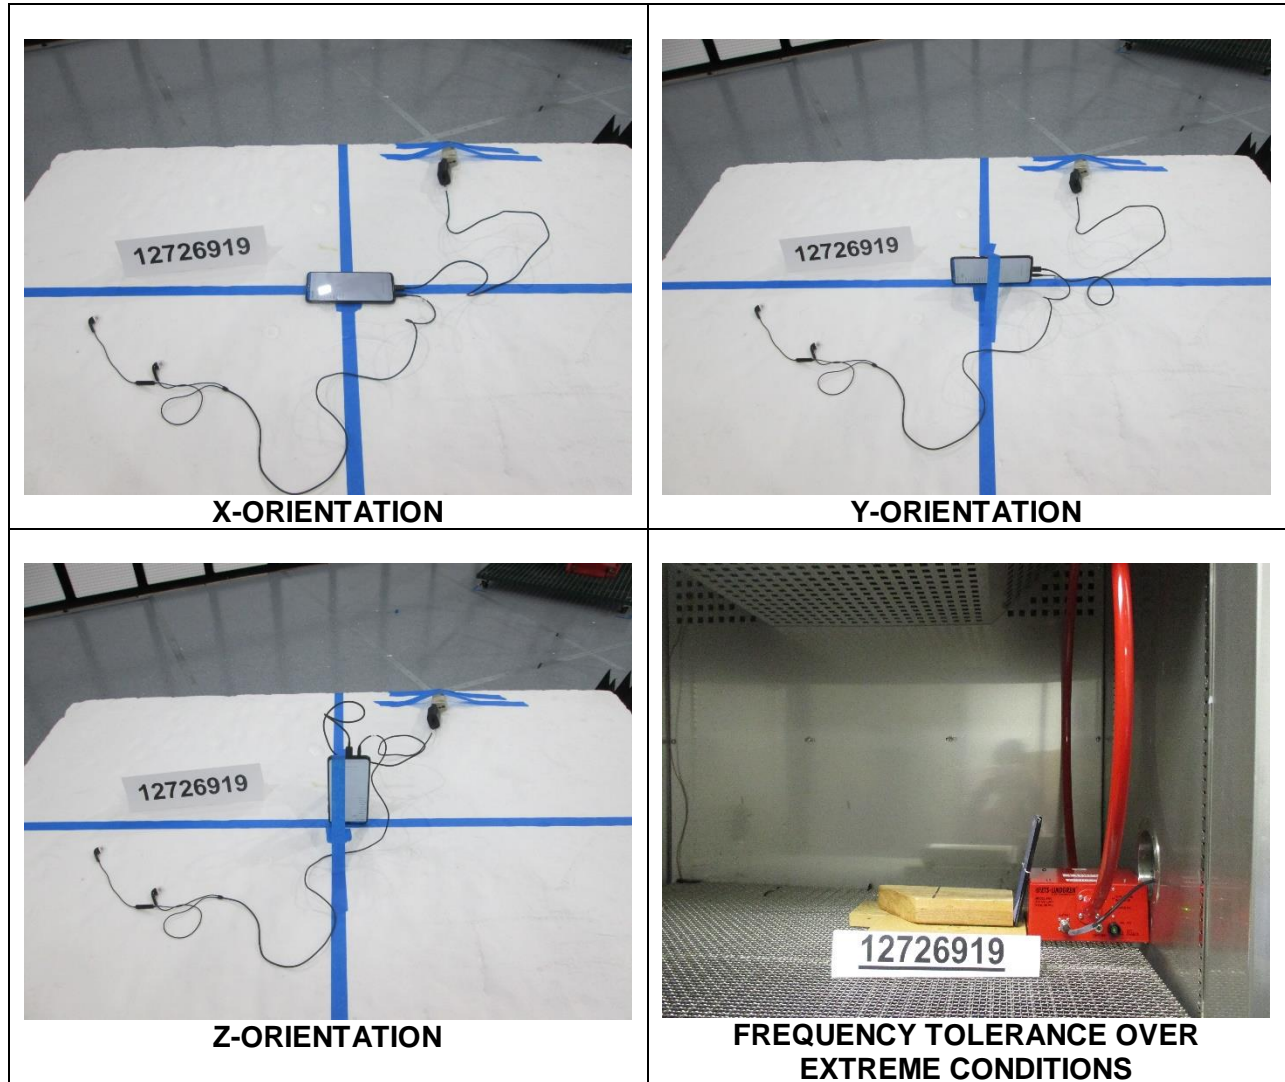 12726919
12726919
X-ORIENTATION
Y-ORIENTATION
12726919
12726919
Z-ORIENTATION
FREQUENCY TOLERANCE OVER
EXTREME CONDITIONS